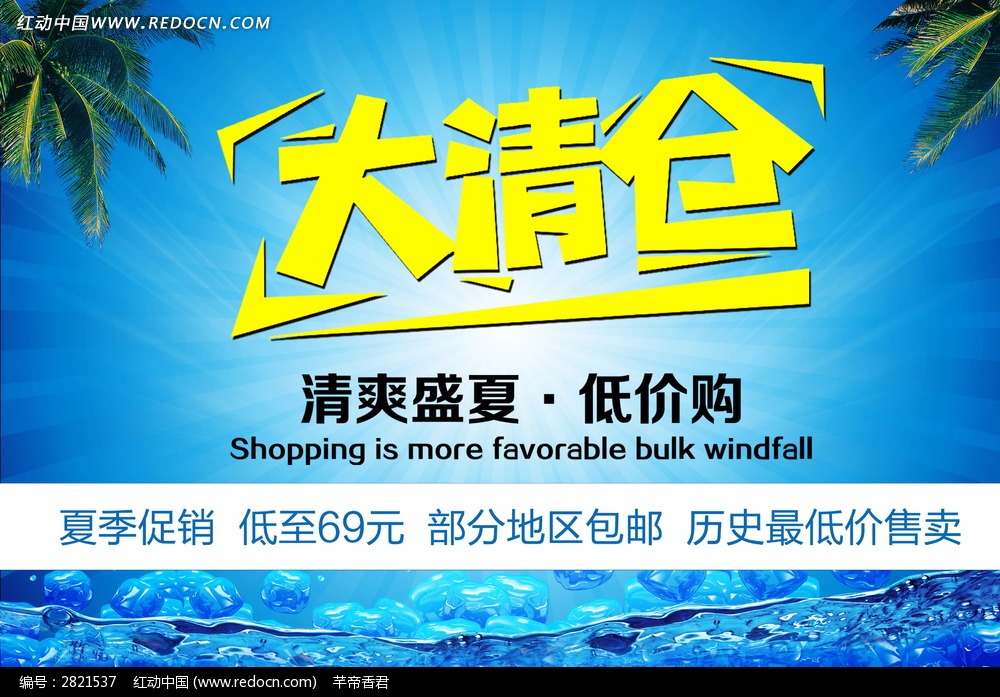 红动中国WWW.REDOCN.COM
大清仓
清爽盛夏·低价购
Shopping is more favorable bulk windfall
夏季促销 低至69元 部分地区包邮 历史最低价售卖
编号：2821537 红动中国 (www.redocn.com) 芊帝香君